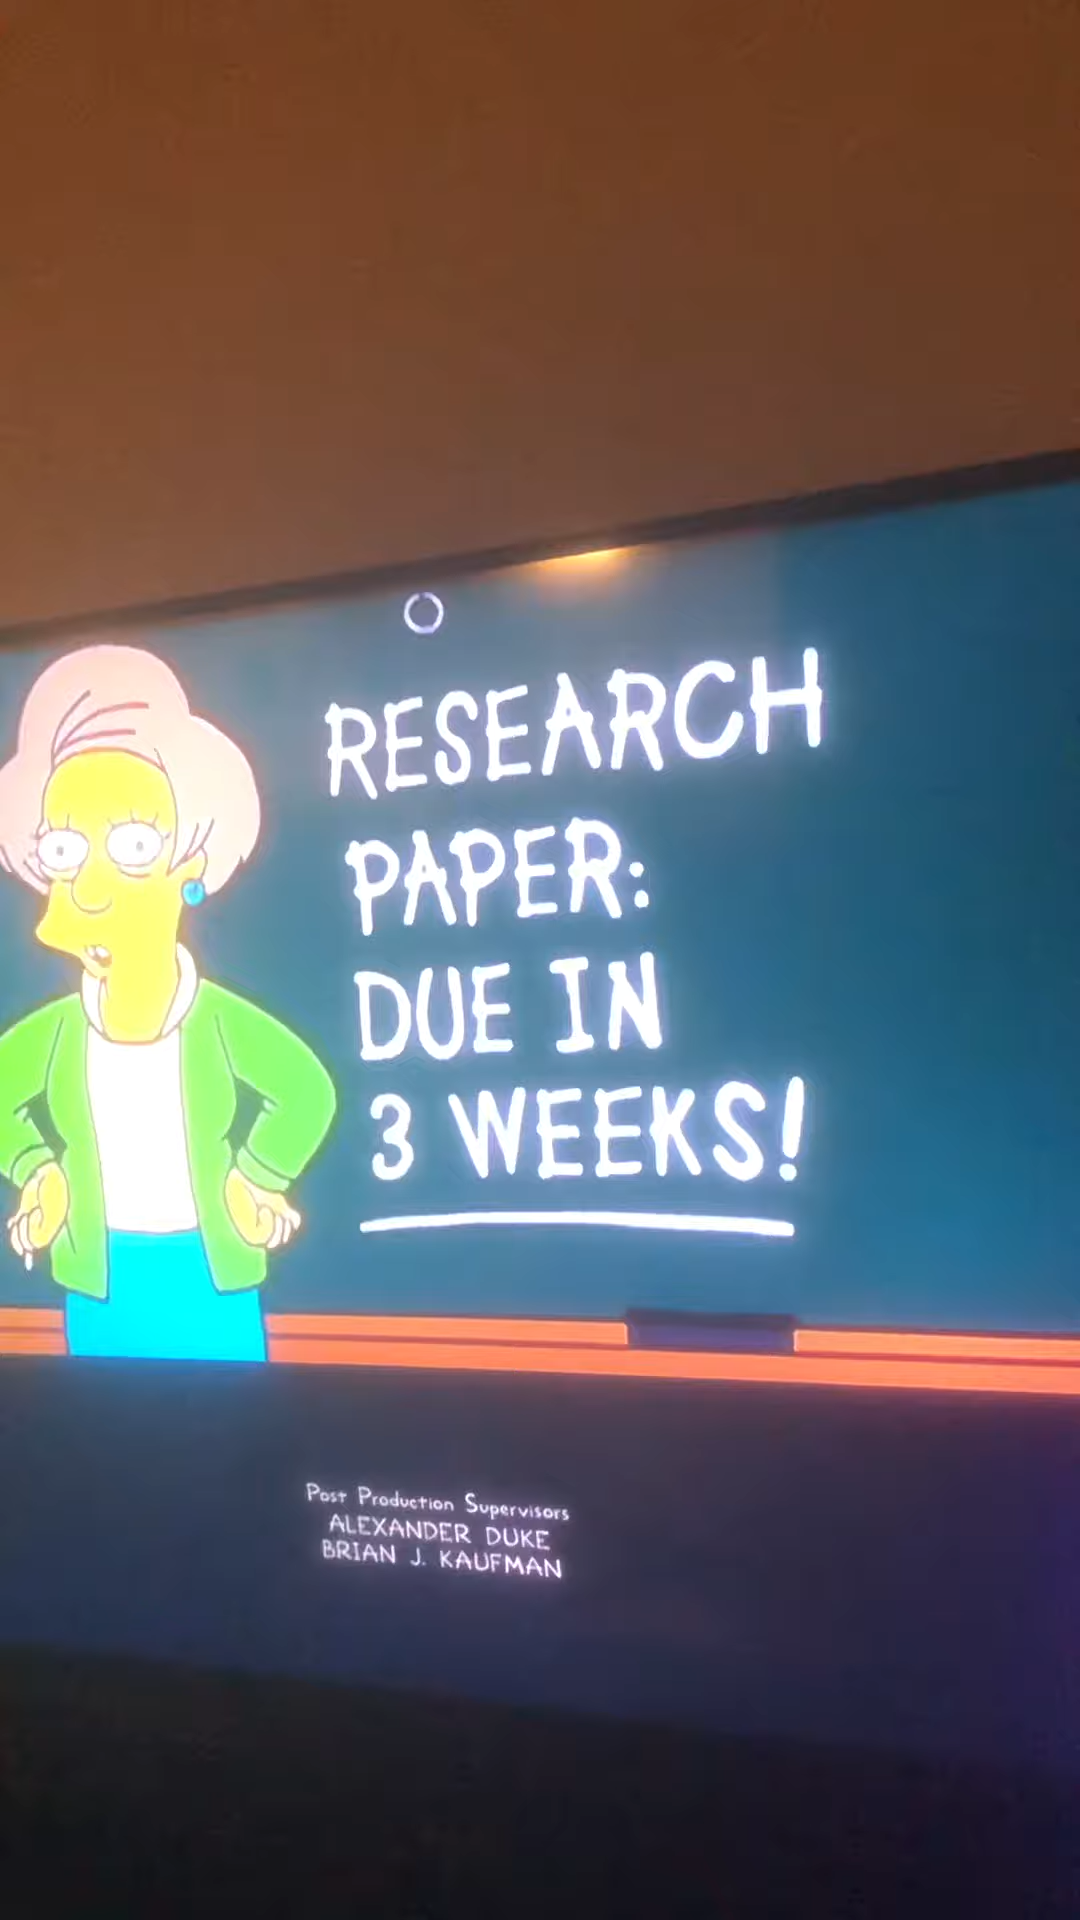 RESEARCH
PAPER:
DUE IN
3 WEEKS!
Post Production Supervisors
ALEXANDER DUKE
BRIAN J. KAUFMAN